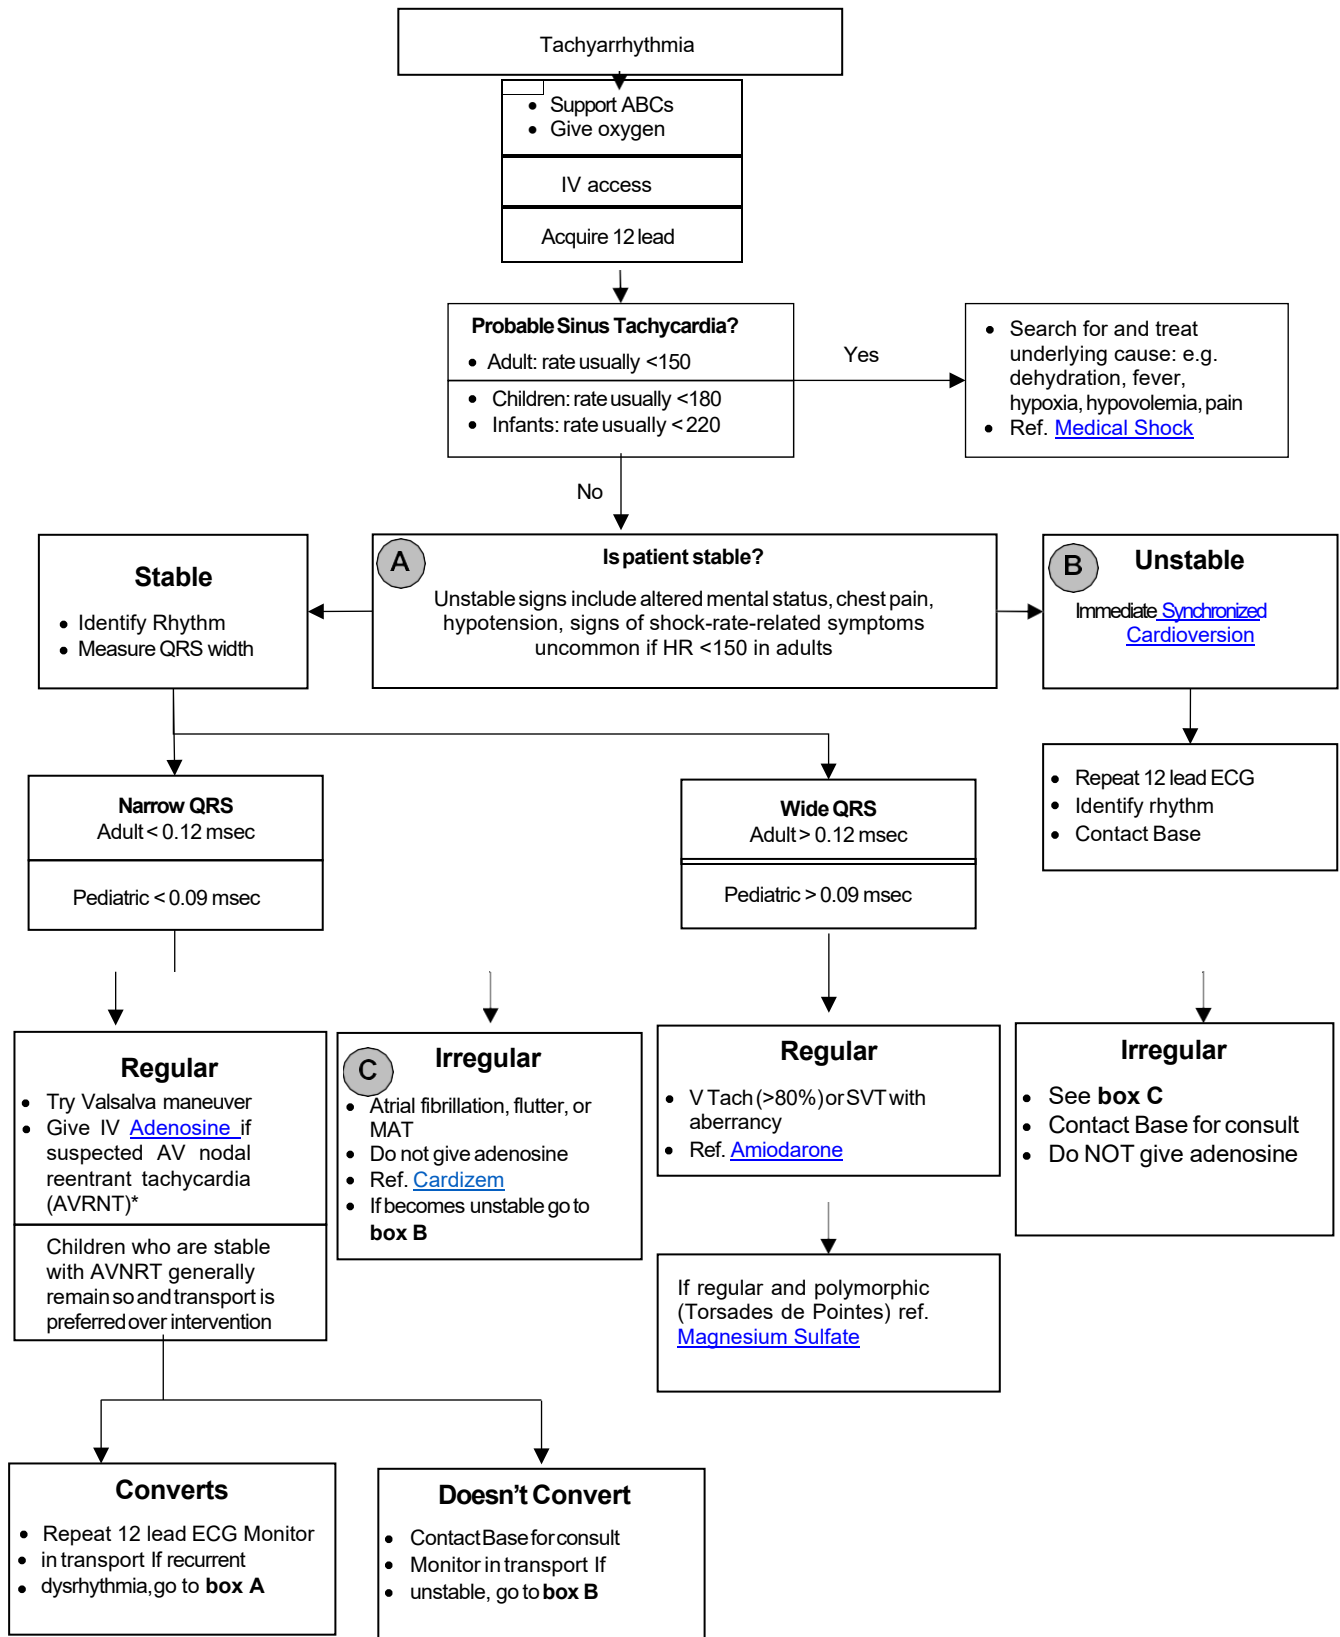 Tachyarrhythmia
• Support ABCs
• Give oxygen
IV access
Acquire 12 lead
Probable Sinus Tachycardia?
• Adult: rate usually <150
• Children: rate usually <180
• Infants: rate usually <220
Yes
• Search for and treat
underlying cause: e.g.
dehydration, fever,
hypoxia, hypovolemia, pain
• Ref. Medical Shock
No
Stable
• Identify Rhythm
• Measure QRS width
A
Is patient stable?
Unstable signs include altered mental status, chest pain,
hypotension, signs of shock-rate-related symptoms
uncommon if HR <150 in adults
B
Unstable
Immediate Synchronized
Cardioversion
• Repeat 12 lead ECG
• Identify rhythm
• Contact Base
Narrow QRS
Adult < 0.12 msec
Pediatric < 0.09 msec
Wide QRS
Adult > 0.12 msec
Pediatric > 0.09 msec
Regular
• Try Valsalva maneuver
• Give IV Adenosine if
suspected AV nodal
reentrant tachycardia
(AVRNT)*
Children who are stable
with AVNRT generally
remain so and transport is
preferred over intervention
C
Irregular
• Atrial fibrillation, flutter, or
MAT
• Do not give adenosine
• Ref. Cardizem
• If becomes unstable go to
box B
Regular
• V Tach (>80%) or SVT with
aberrancy
• Ref. Amiodarone
If regular and polymorphic
(Torsades de Pointes) ref.
Magnesium Sulfate
Irregular
• See box C
• Contact Base for consult
• Do NOT give adenosine
Converts
• Repeat 12 lead ECG Monitor
• in transport If recurrent
• dysrhythmia, go to box A
Doesn't Convert
• Contact Base for consult
• Monitor in transport If
• unstable, go to box B